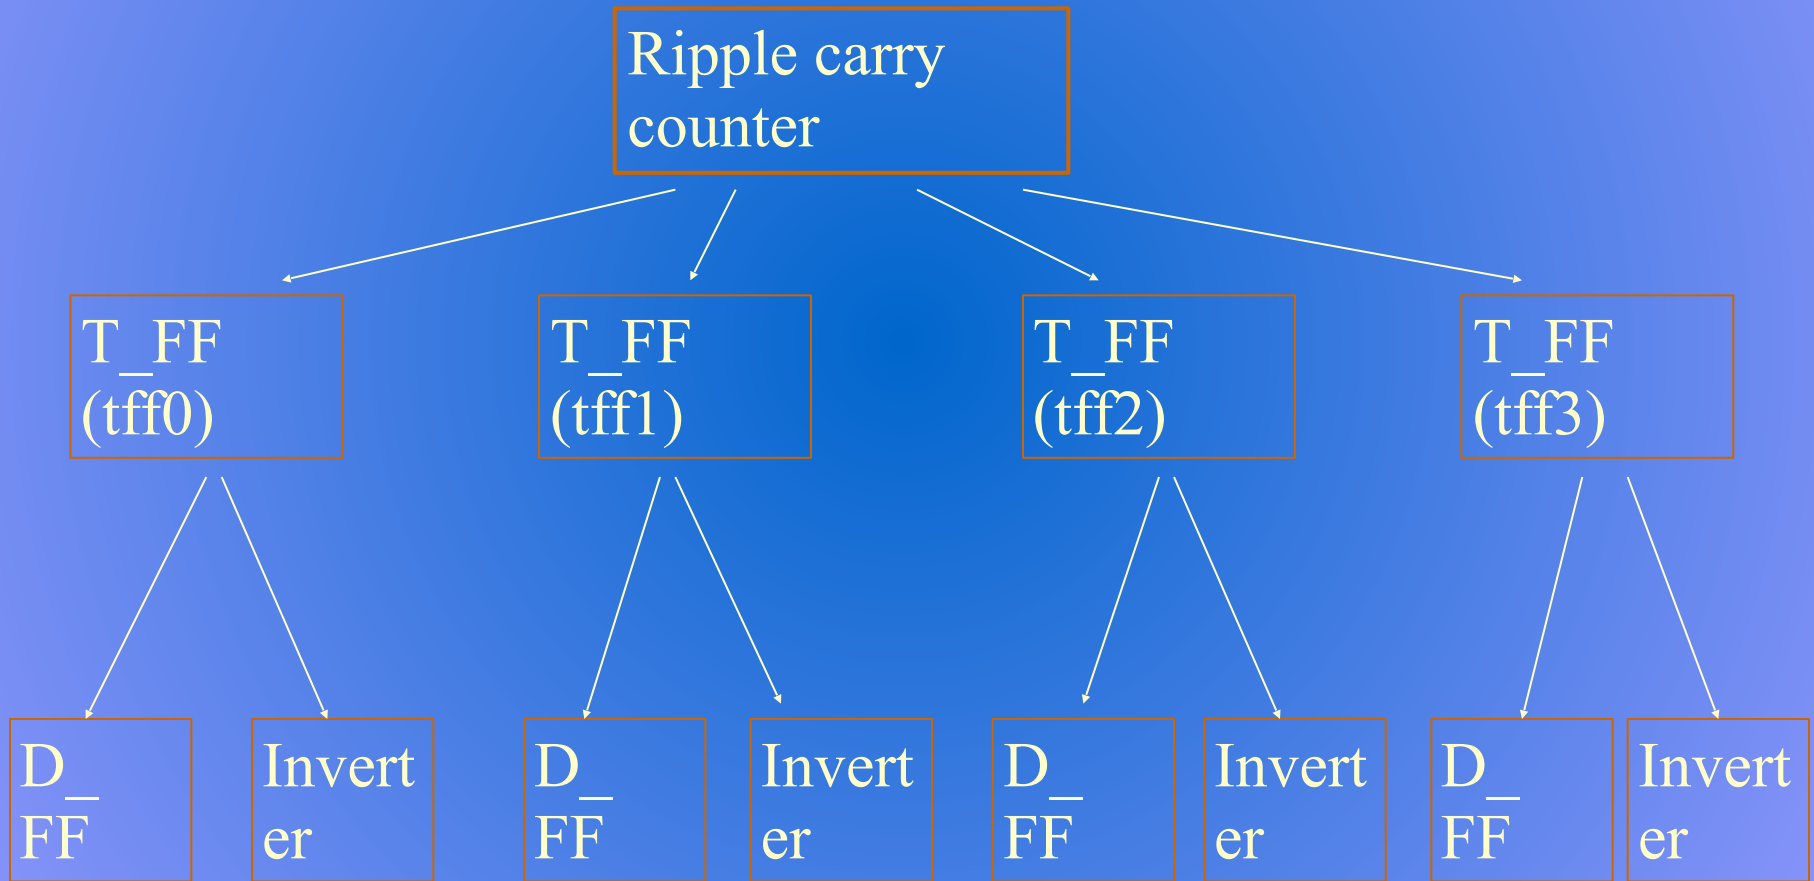 Ripple carry
counter
T_FF
(tff0)
T_FF
(tff1)
T_FF
(tff2)
T_FF
(tff3)
D_
FF
Invert
er
D_
FF
Invert
er
D_
FF
Invert
er
D_
FF
Invert
er